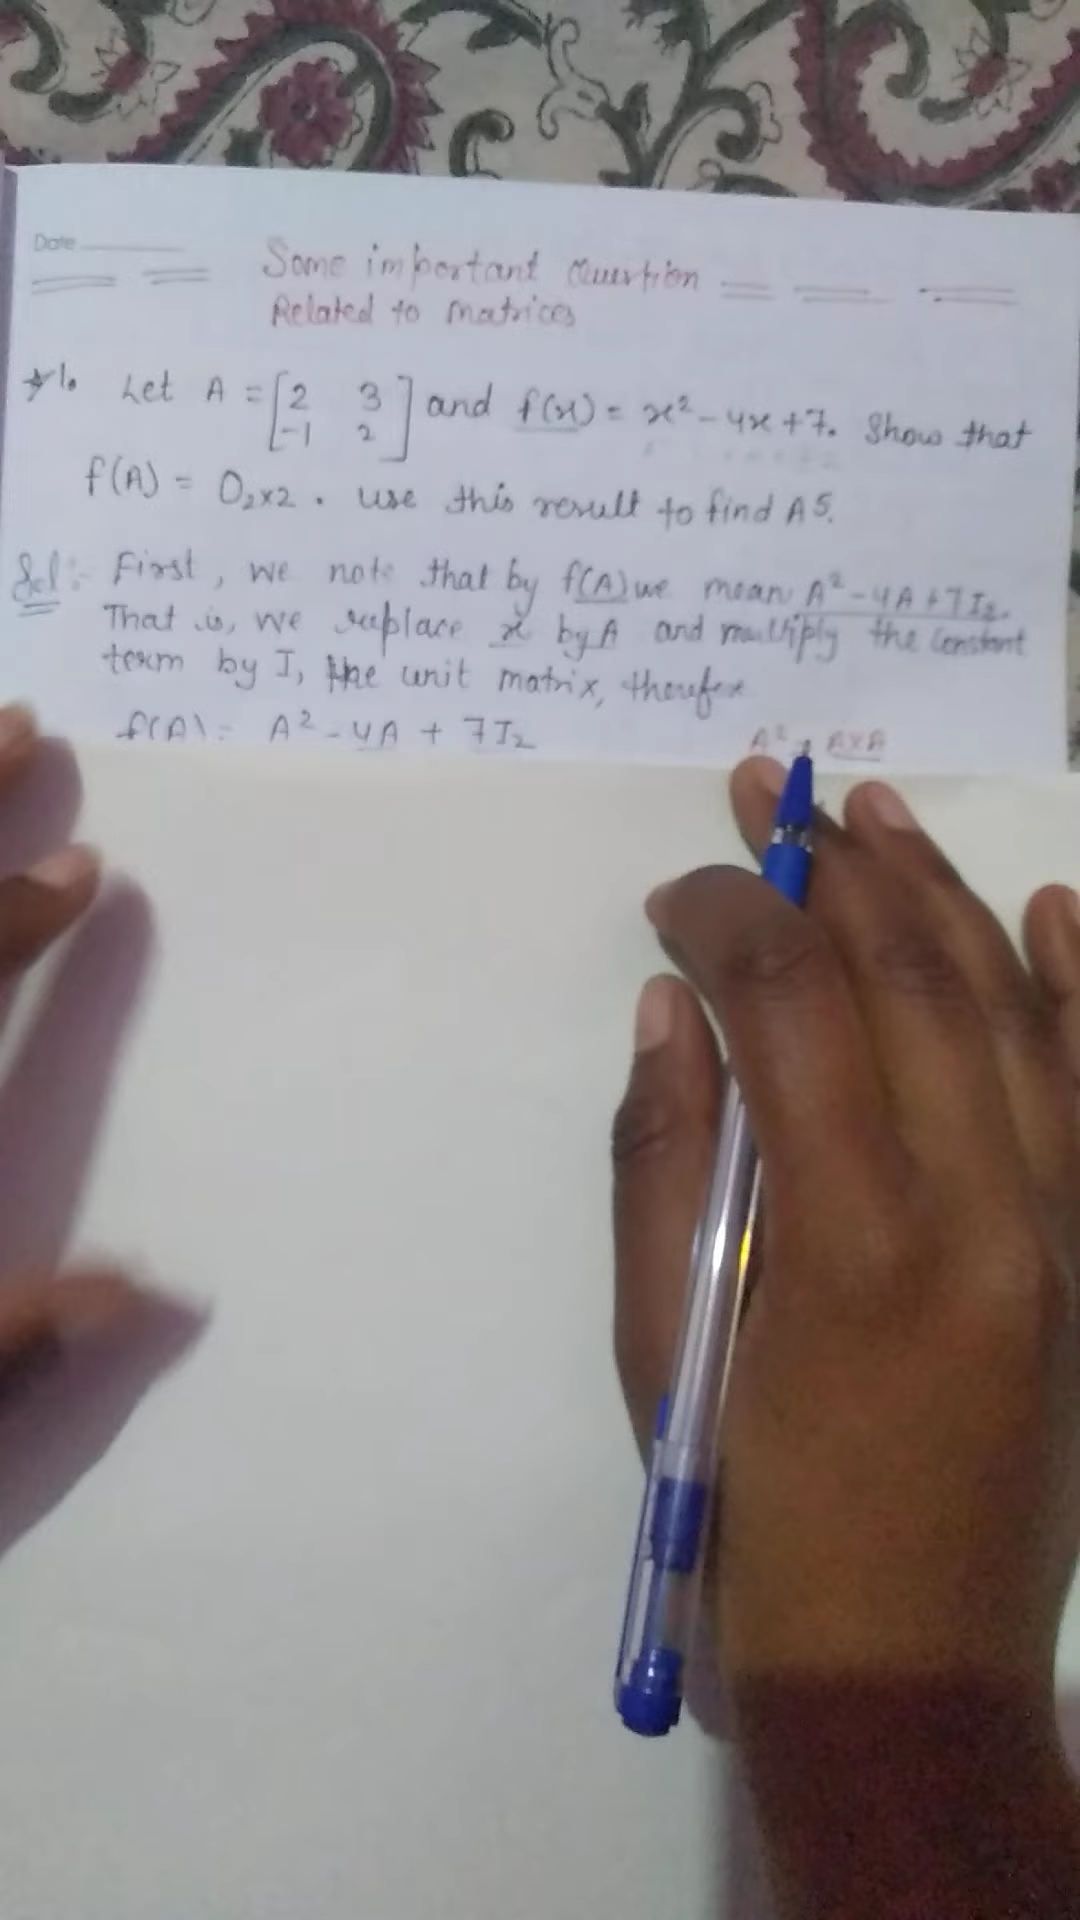 Date
Some important Question
Related to matrices
*1. Let A = [2 3
-1 2] and f(x) = x² - 4x + 7. Show that
f(A) = O₂ₓ₂. Use this result to find A⁵.
Sol:- First, we note that by f(A) we mean A² - 4A + 7I₂.
That is, we replace x by A and multiply the constant
term by I, the unit matrix, therefore
f(A) = A² - 4A + 7I₂ A² = A×A